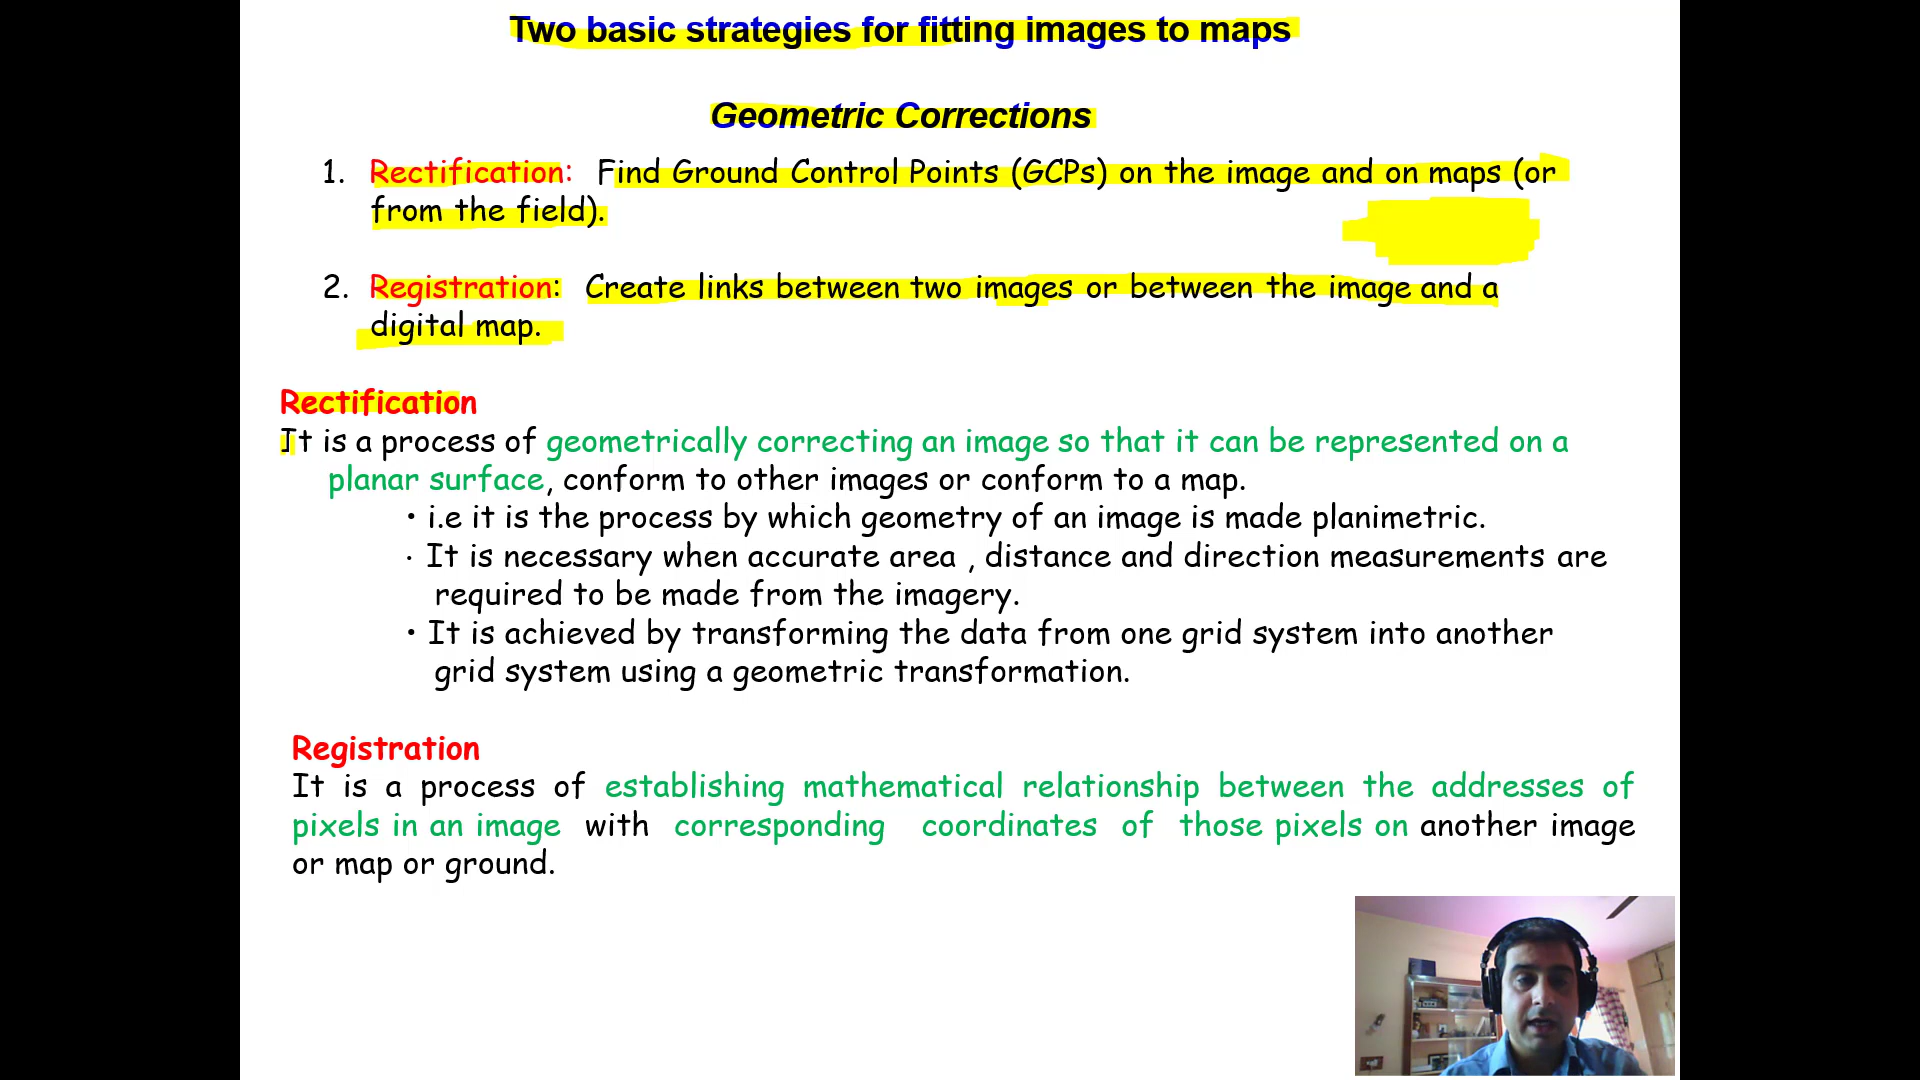 Two basic strategies for fitting images to maps
Geometric Corrections
1. Rectification: Find Ground Control Points (GCPs) on the image and on maps (or
from the field).
2. Registration: Create links between two images or between the image and a
digital map.
Rectification
It is a process of geometrically correcting an image so that it can be represented on a
planar surface, conform to other images or conform to a map.
• i.e it is the process by which geometry of an image is made planimetric.
· It is necessary when accurate area , distance and direction measurements are
required to be made from the imagery.
• It is achieved by transforming the data from one grid system into another
grid system using a geometric transformation.
Registration
It is a process of establishing mathematical relationship between the addresses of
pixels in an image with corresponding coordinates of those pixels on another image
or map or ground.